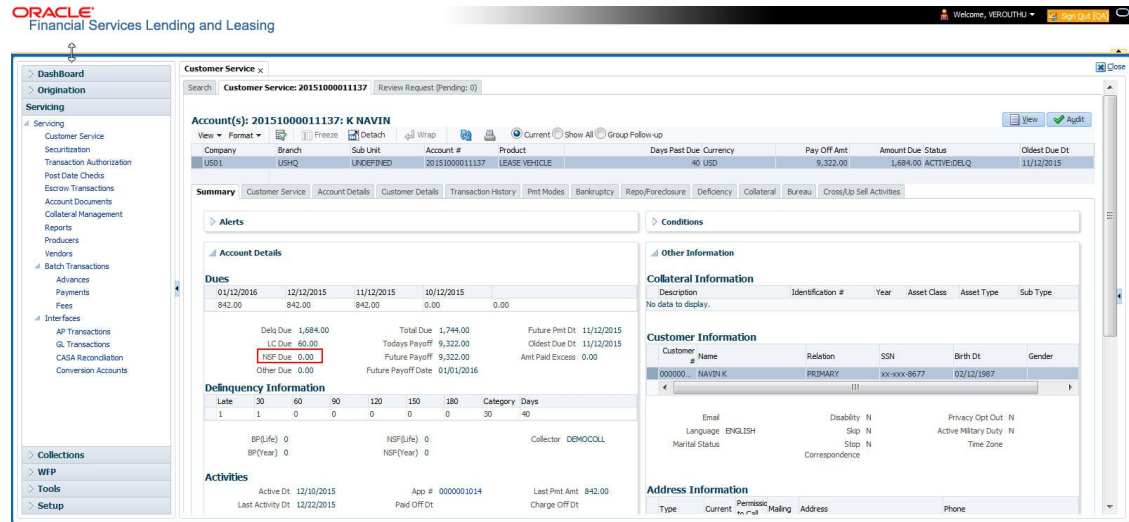 ORACLE
Financial Services Lending and Leasing
Welcome, VEROUTHU
Sign Out [QA]
DashBoard
Origination
Servicing
Servicing
Customer Service
Securitization
Transaction Authorization
Post Date Checks
Escrow Transactions
Account Documents
Collateral Management
Reports
Producers
Vendors
Batch Transactions
Advances
Payments
Fees
Interfaces
AP Transactions
GL Transactions
CASA Reconciliation
Conversion Accounts
Collections
WFP
Tools
Setup
Customer Service x
Close
Search Customer Service: 20151000011137 Review Request (Pending: 0)
Account(s): 20151000011137: K NAVIN
View Audit
View Format Freeze Detach Wrap Current Show All Group Follow-up
Company Branch Sub Unit Account # Product Days Past Due Currency Pay Off Amt Amount Due Status Oldest Due Dt
US01 USHQ UNDEFINED 20151000011137 LEASE VEHICLE 40 USD 9,322.00 1,684.00 ACTIVE:DELQ 11/12/2015
Summary Customer Service Account Details Customer Details Transaction History Pmt Modes Bankruptcy Repo/Foreclosure Deficiency Collateral Bureau Cross/Up Sell Activities
Alerts
Account Details
Dues
01/12/2016 12/12/2015 11/12/2015 10/12/2015
842.00 842.00 842.00 0.00 0.00
Delq Due 1,684.00 Total Due 1,744.00 Future Pmt Dt 11/12/2015
LC Due 60.00 Todays Payoff 9,322.00 Oldest Due Dt 11/12/2015
NSF Due 0.00 Future Payoff 9,322.00 Amt Paid Excess 0.00
Other Due 0.00 Future Payoff Date 01/01/2016
Delinquency Information
Late 30 60 90 120 150 180 Category Days
1 1 0 0 0 0 0 30 40
BP(Life) 0 NSF(Life) 0 Collector DEMOCOLL
BP(Year) 0 NSF(Year) 0
Activities
Active Dt 12/10/2015 App # 0000001014 Last Pmt Amt 842.00
Last Activity Dt 12/22/2015 Paid Off Dt Charge Off Dt
Conditions
Other Information
Collateral Information
Description Identification # Year Asset Class Asset Type Sub Type
No data to display.
Customer Information
Customer # Name Relation SSN Birth Dt Gender
000000... NAVIN K PRIMARY xx-xxx-8677 02/12/1987
Email Disability N Privacy Opt Out N
Language ENGLISH Skip N Active Military Duty N
Marital Status Stop Correspondence N Time Zone
Address Information
Type Current Permissic to Call Mailing Address Phone